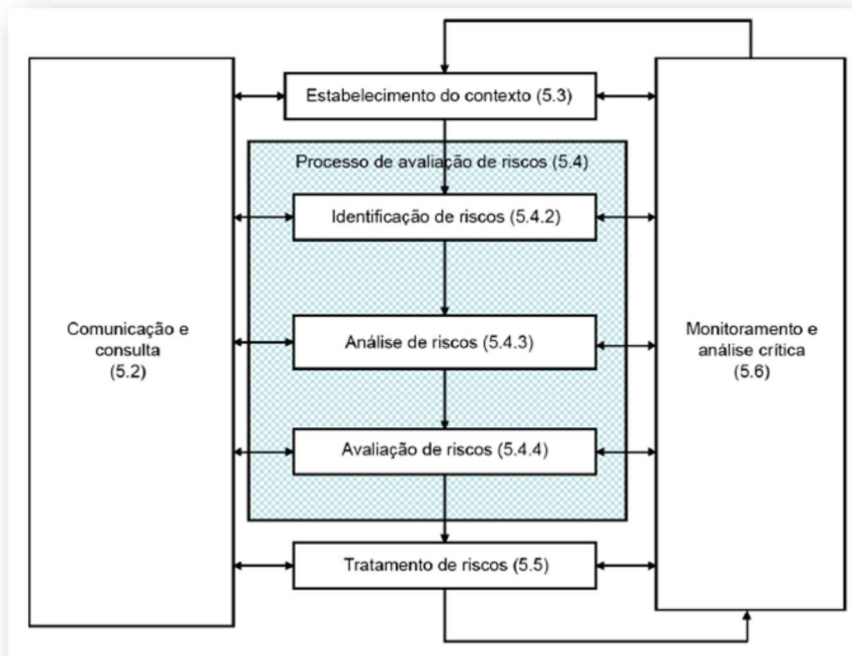 Estabelecimento do contexto (5.3)
Processo de avaliação de riscos (5.4)
Identificação de riscos (5.4.2)
Análise de riscos (5.4.3)
Avaliação de riscos (5.4.4)
Tratamento de riscos (5.5)
Comunicação e
consulta
(5.2)
Monitoramento e
análise crítica
(5.6)